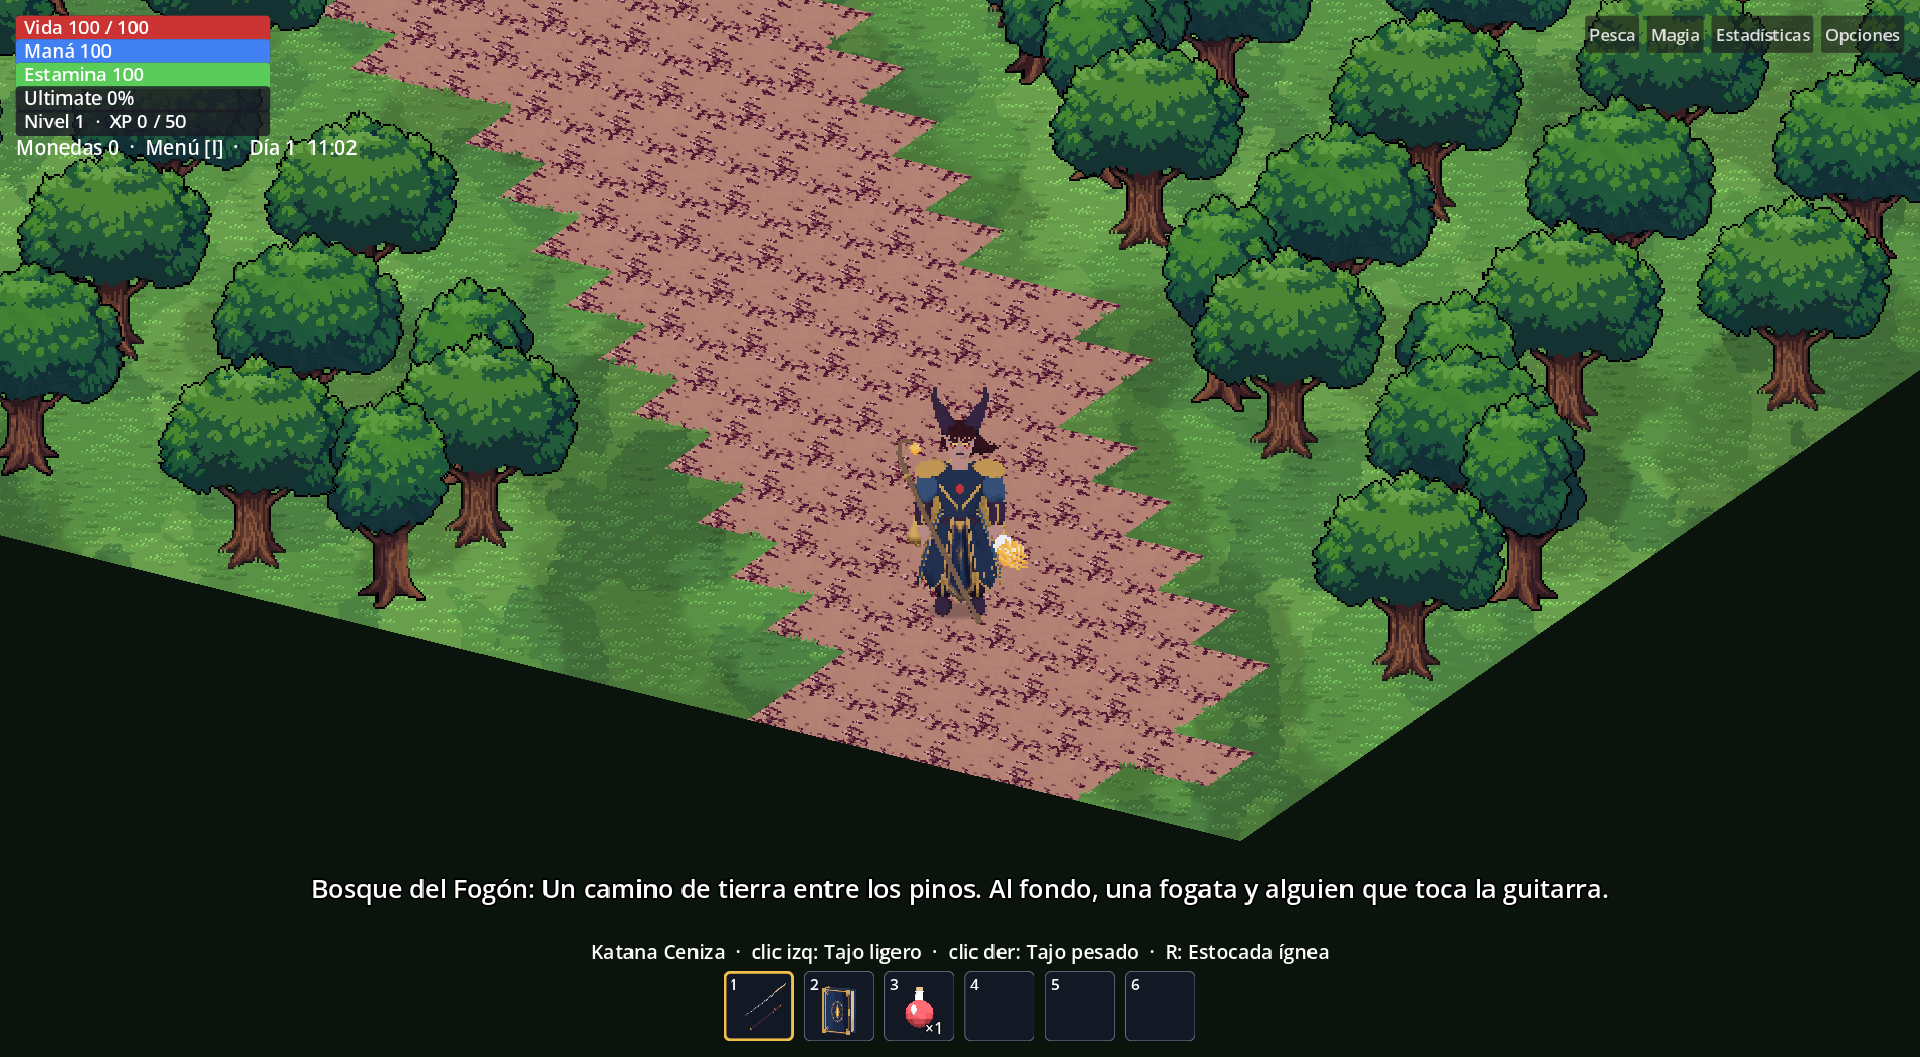 Vida 100 / 100
Maná 100
Estamina 100
Ultimate 0%
Nivel 1 · XP 0 / 50
Monedas 0 · Menú [I] · Día 1 11:02
Pesca Magia Estadísticas Opciones
Bosque del Fogón: Un camino de tierra entre los pinos. Al fondo, una fogata y alguien que toca la guitarra.
Katana Ceniza · clic izq: Tajo ligero · clic der: Tajo pesado · R: Estocada ígnea
1 2 3 4 5 6
×1